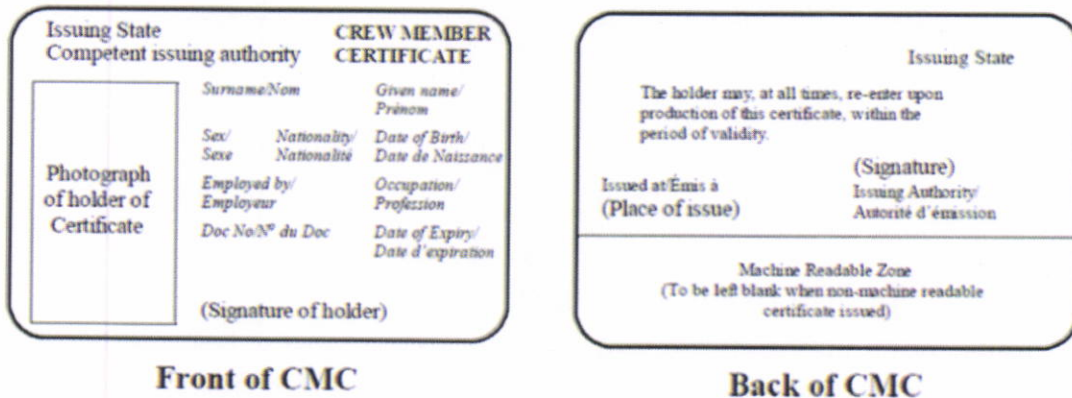 Issuing State CREW MEMBER
Competent issuing authority CERTIFICATE
Photograph
of holder of
Certificate
Surname/Nom Given name/
Prénom
Sex/ Nationality/ Date of Birth/
Sexe Nationalité Date de Naissance
Employed by/ Occupation/
Employeur Profession
Doc No/Nº du Doc Date of Expiry/
Date d'expiration
(Signature of holder)
Front of CMC
Issuing State
The holder may, at all times, re-enter upon
production of this certificate, within the
period of validity.
(Signature)
Issued at/Émis à Issuing Authority/
(Place of issue) Autorité d'émission
Machine Readable Zone
(To be left blank when non-machine readable
certificate issued)
Back of CMC